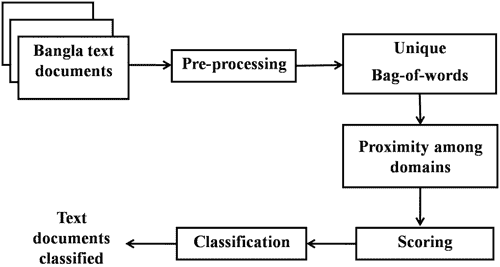 Bangla text
documents
Pre-processing
Unique
Bag-of-words
Proximity among
domains
Scoring
Classification
Text
documents
classified